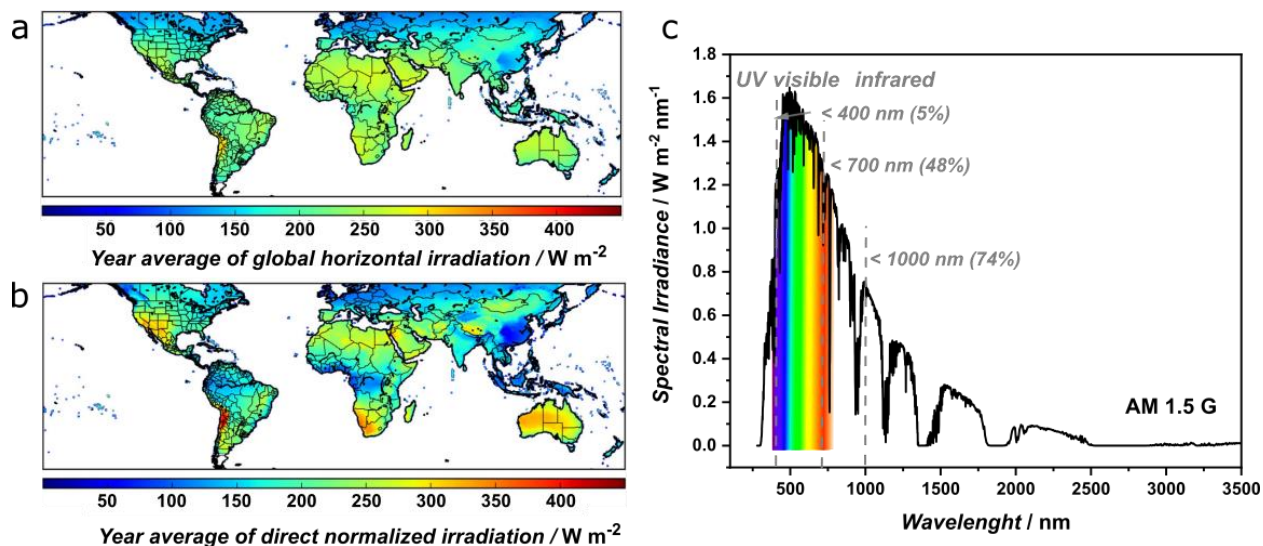 a
50 100 150 200 250 300 350 400
Year average of global horizontal irradiation / W m⁻²
b
50 100 150 200 250 300 350 400
Year average of direct normalized irradiation / W m⁻²
c
1.8
1.6
1.4
1.2
1.0
0.8
0.6
0.4
0.2
0.0
Spectral Irradiance / W m⁻² nm⁻¹
UV visible infrared
< 400 nm (5%)
< 700 nm (48%)
< 1000 nm (74%)
AM 1.5 G
500 1000 1500 2000 2500 3000 3500
Wavelenght / nm